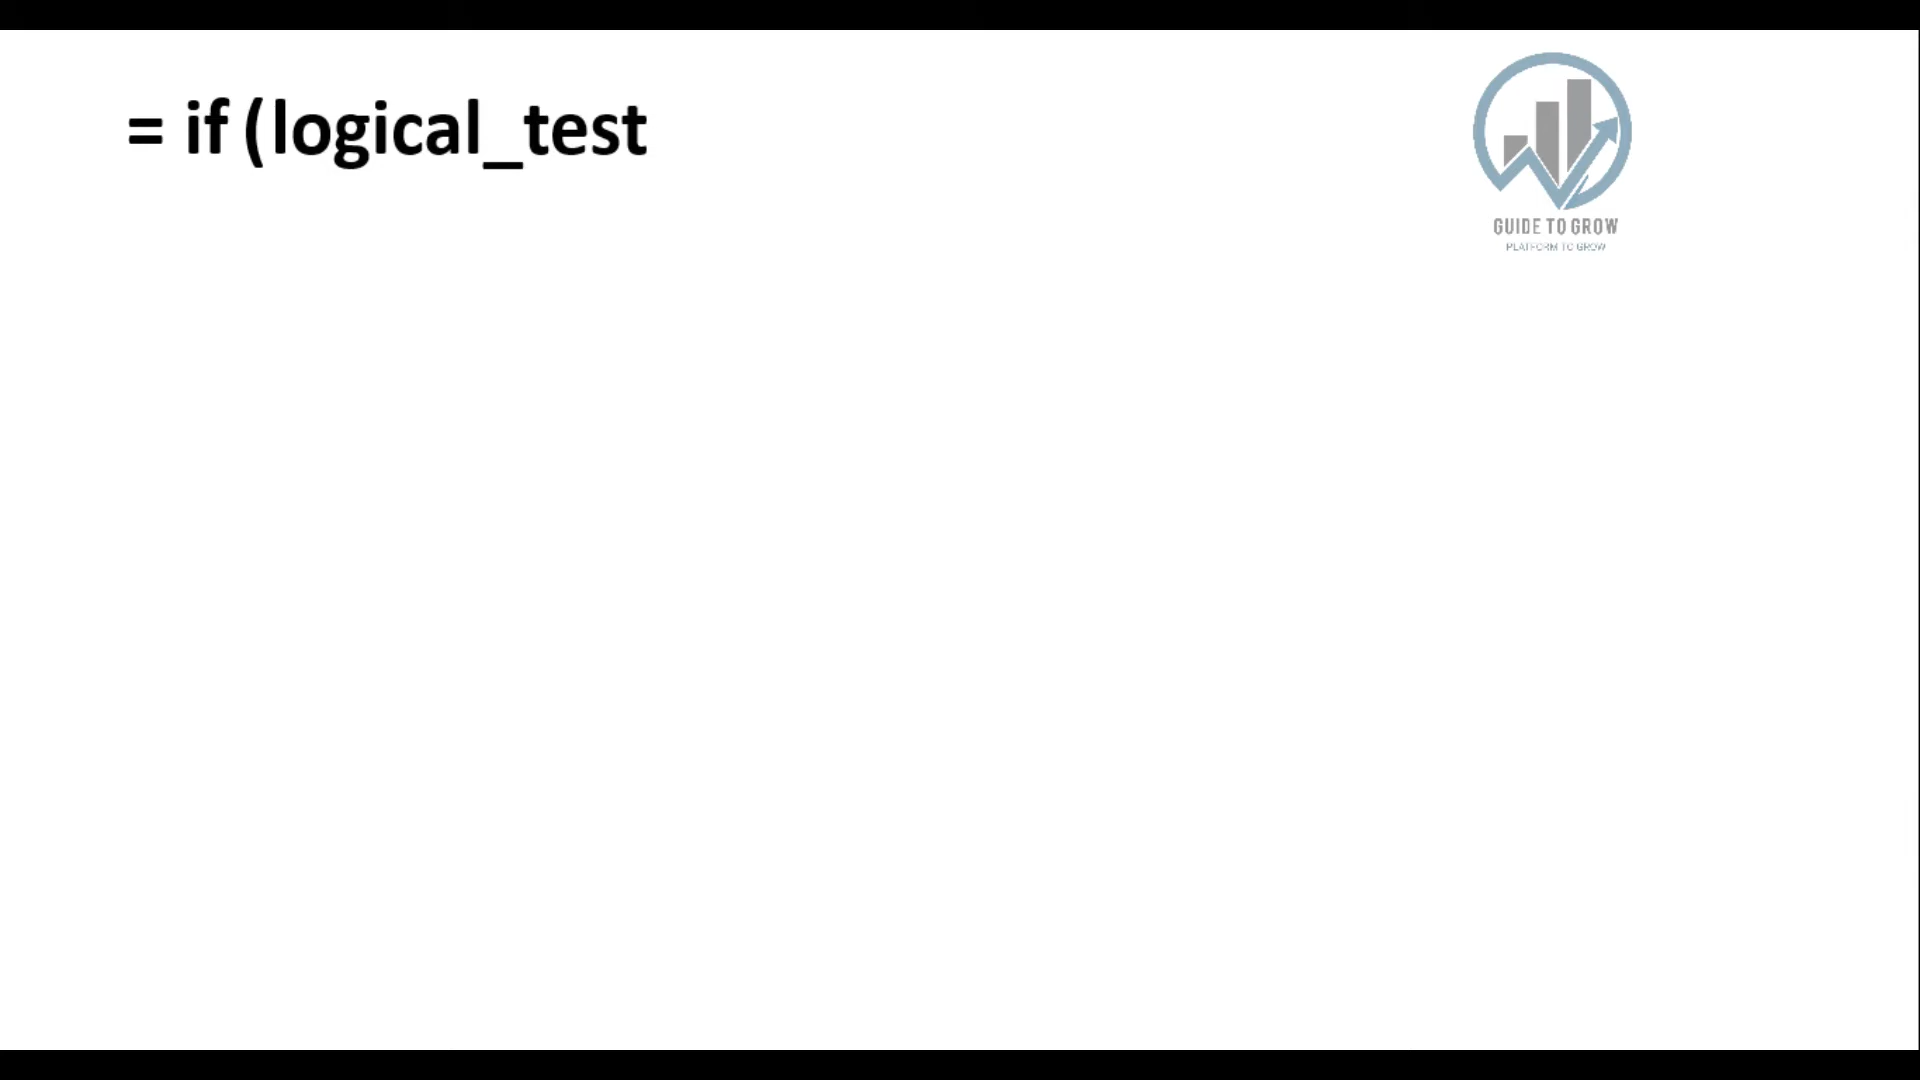 = if (logical_test
GUIDE TO GROW
PLATFORM TO GROW